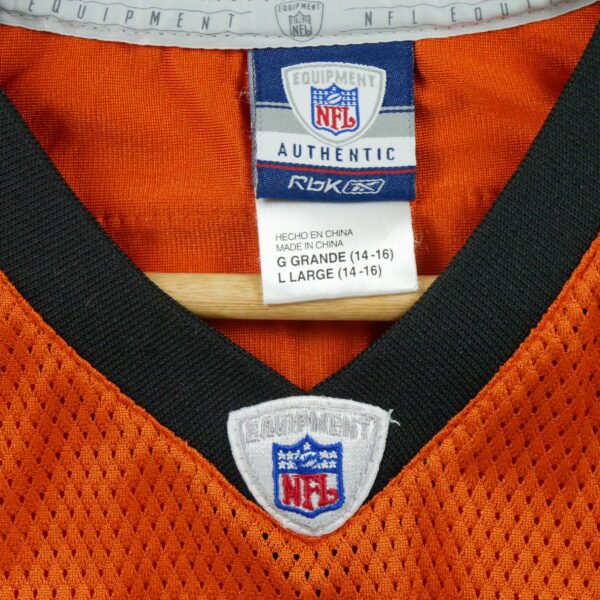 EQUIPMENT
NFL EQUI
EQUIPMENT
NFL
AUTHENTIC
Rbk
HECHO EN CHINA
MADE IN CHINA
G GRANDE (14-16)
L LARGE (14-16)
EQUIPMENT
NFL